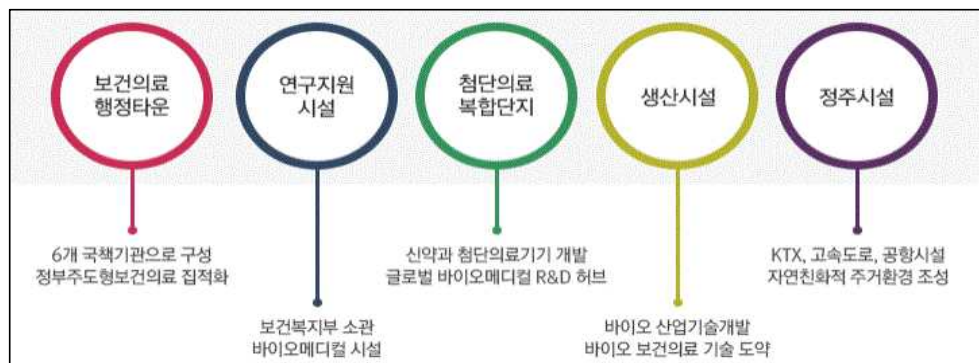 보건의료
행정타운
연구지원
시설
첨단의료
복합단지
생산시설
정주시설
6개 국책기관으로 구성
정부주도형보건의료 집적화
신약과 첨단의료기기 개발
글로벌 바이오메디컬 R&D 허브
KTX, 고속도로, 공항시설
자연친화적 주거환경 조성
보건복지부 소관
바이오메디컬 시설
바이오 산업기술개발
바이오 보건의료 기술 도약